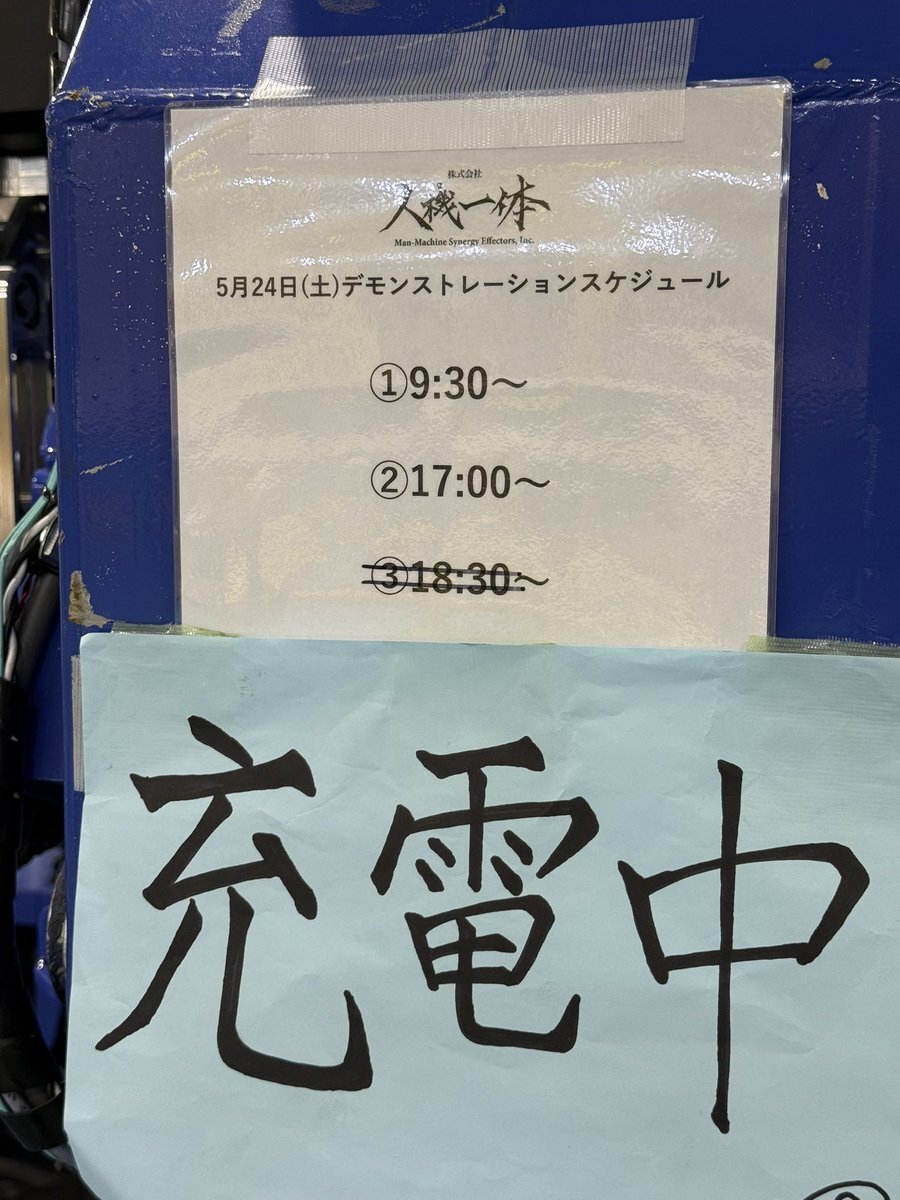 株式会社
人機一体
Man-Machine Synergy Effectors, Inc.
5月24日(土)デモンストレーションスケジュール
①9:30～
②17:00～
③18:30～
充電中